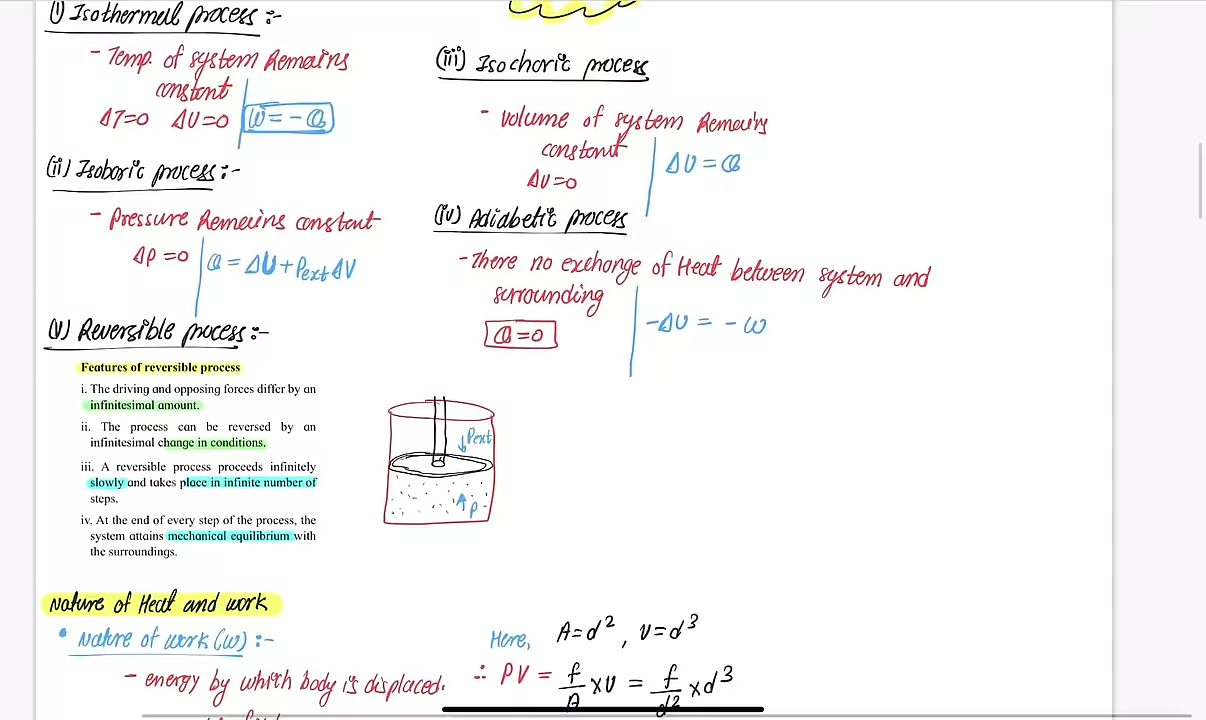 (i) Isothermal process :-
- Temp. of system Remains
constant
ΔT=0 ΔU=0 W = - Q
(ii) Isobaric process :-
- Pressure Remains constant
ΔP =0 Q = ΔU + Pext ΔV
(iii) Isochoric process
- volume of system Remains
constant
ΔU = Q
ΔV=0
(iv) Adiabetic process
- There no exchange of Heat between system and
surrounding
Q =0 -ΔU = - W
(v) Reversible process :-
Features of reversible process
i. The driving and opposing forces differ by an
infinitesimal amount.
ii. The process can be reversed by an
infinitesimal change in conditions.
iii. A reversible process proceeds infinitely
slowly and takes place in infinite number of
steps.
iv. At the end of every step of the process, the
system attains mechanical equilibrium with
the surroundings.
↓Pext
↑P
Nature of Heat and work
• Nature of work (w) :-
- energy by which body is displaced.
Here, A=d², V=d³
∴ PV = f/A ×V = f/d² ×d³